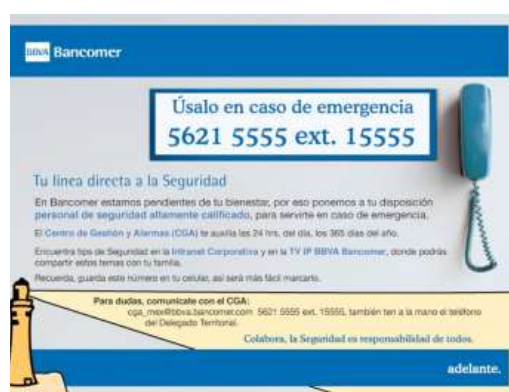 BBVA Bancomer
Úsalo en caso de emergencia
5621 5555 ext. 15555
Tu línea directa a la Seguridad
En Bancomer estamos pendientes de tu bienestar, por eso ponemos a tu disposición
personal de seguridad altamente calificado, para servirte en caso de emergencia.
El Centro de Gestión y Alarmas (CGA) te auxilia las 24 hrs. del día, los 365 días del año.
Encuentra tips de Seguridad en la Intranet Corporativa y en la TV IP BBVA Bancomer, donde podrás
compartir estos temas con tu familia.
Recuerda, guarda este número en tu celular, así será más fácil marcarlo.
Para dudas, comunícate con el CGA:
cga_mex@bbva.bancomer.com 5621 5555 ext. 15555, también ten a la mano el teléfono
del Delegado Territorial.
Colabora, la Seguridad es responsabilidad de todos.
adelante.